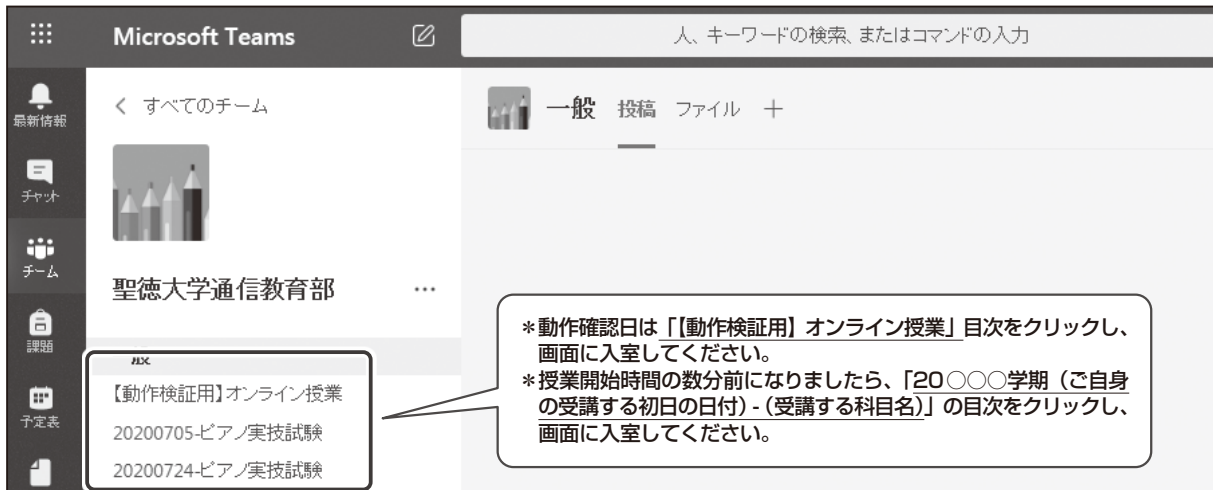 Microsoft Teams
人、キーワードの検索、またはコマンドの入力
最新情報
チャット
チーム
課題
予定表
すべてのチーム
聖徳大学通信教育部
…
一般 投稿 ファイル ＋
【動作検証用】オンライン授業
20200705-ピアノ実技試験
20200724-ピアノ実技試験
＊動作確認日は「【動作検証用】オンライン授業」目次をクリックし、
画面に入室してください。
＊授業開始時間の数分前になりましたら、「20○○○学期（ご自身
の受講する初日の日付）-（受講する科目名）」の目次をクリックし、
画面に入室してください。